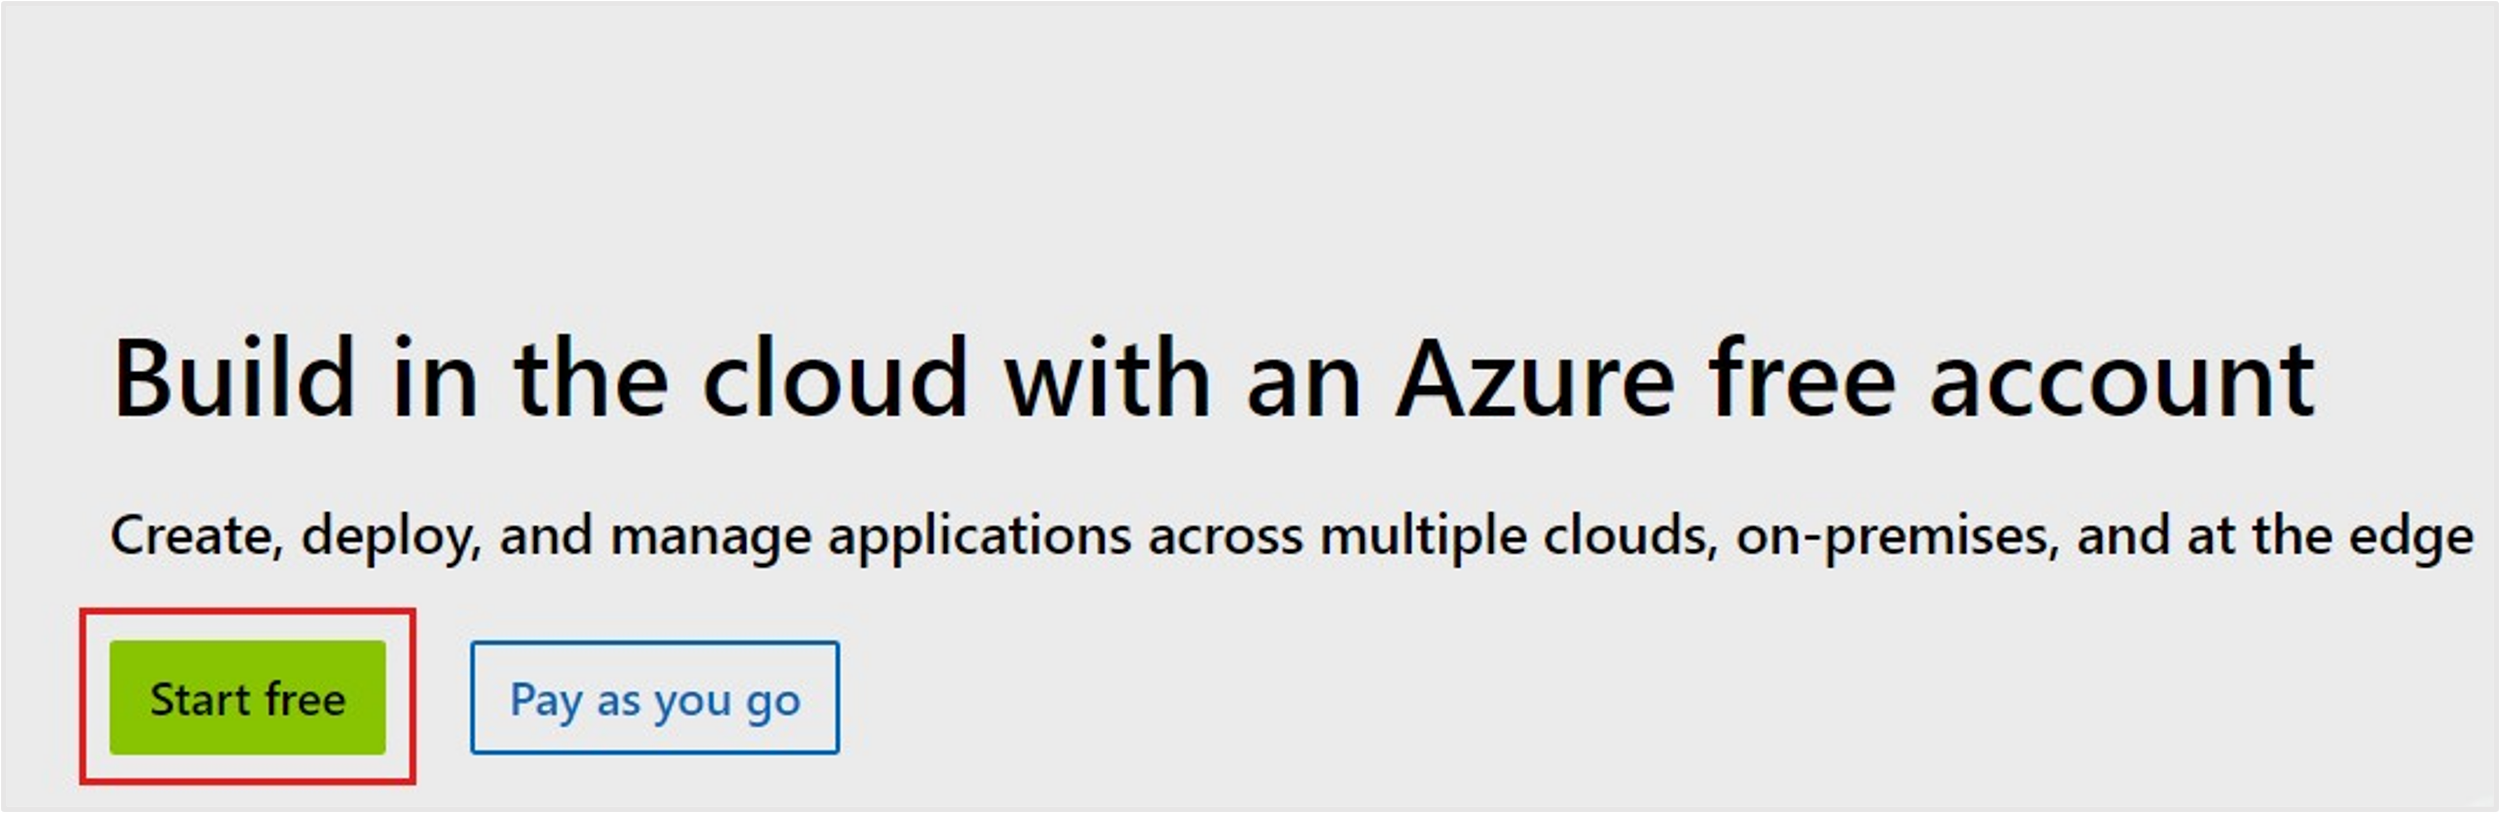 Build in the cloud with an Azure free account
Create, deploy, and manage applications across multiple clouds, on-premises, and at the edge
Start free
Pay as you go